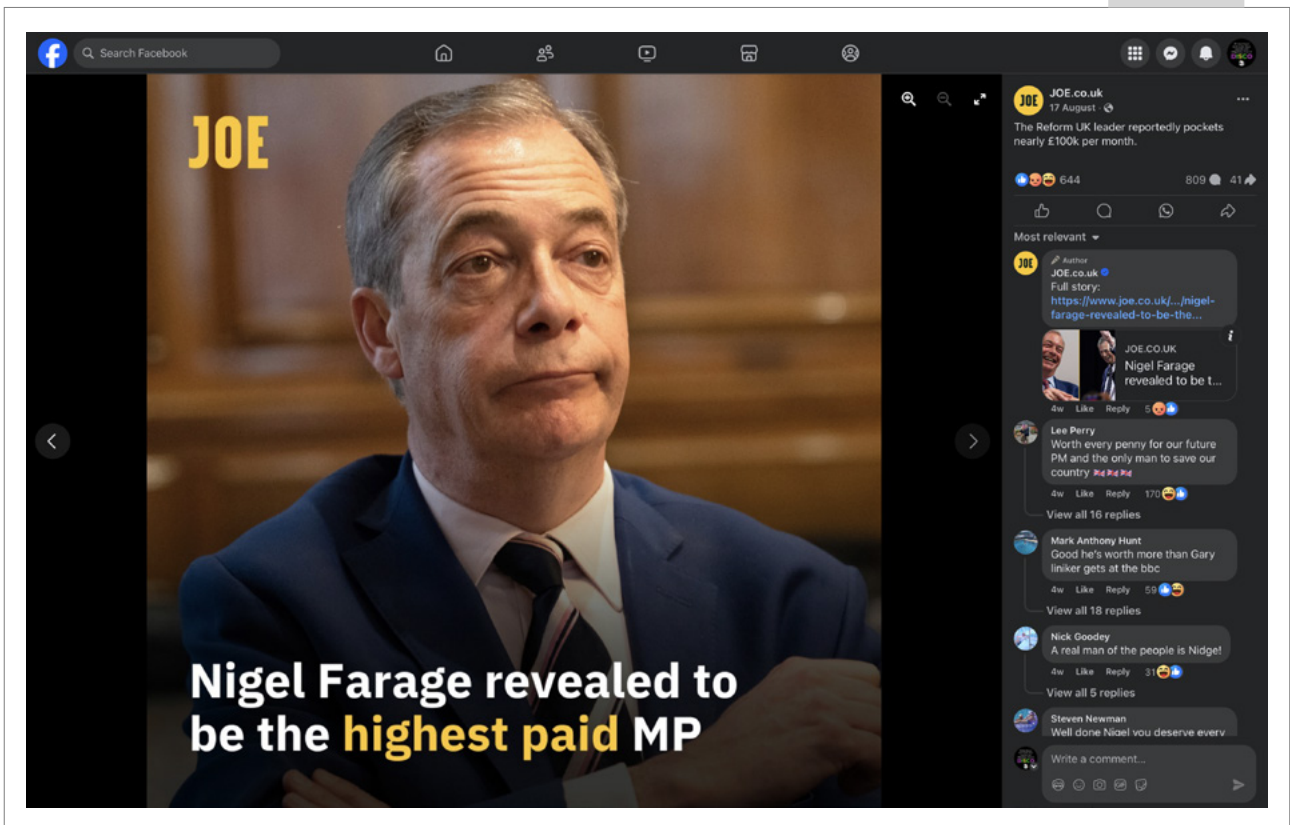 Search Facebook
JOE
Nigel Farage revealed to
be the highest paid MP
JOE
JOE.co.uk
17 August ·
The Reform UK leader reportedly pockets
nearly £100k per month.
644
809
41
Most relevant
JOE
Author
JOE.co.uk
Full story:
https://www.joe.co.uk/.../nigel-
farage-revealed-to-be-the...
JOE.CO.UK
Nigel Farage
revealed to be t...
4w Like Reply 5
Lee Perry
Worth every penny for our future
PM and the only man to save our
country 🇬🇧🇬🇧🇬🇧
4w Like Reply 170
View all 16 replies
Mark Anthony Hunt
Good he's worth more than Gary
liniker gets at the bbc
4w Like Reply 59
View all 18 replies
Nick Goodey
A real man of the people is Nidge!
4w Like Reply 31
View all 5 replies
Steven Newman
Well done Nigel you deserve every
Write a comment...
GIF